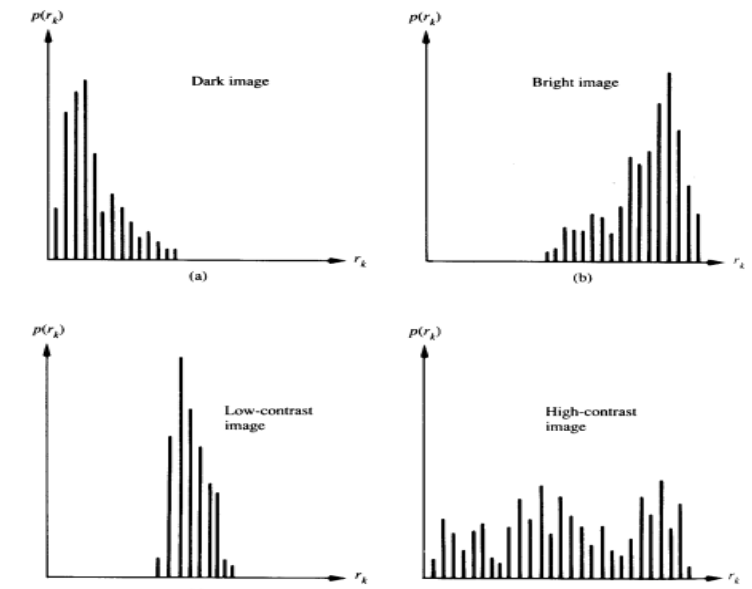 p(r_k)
Dark image
r_k
(a)
p(r_k)
Bright image
r_k
(b)
p(r_k)
Low-contrast
image
r_k
p(r_k)
High-contrast
image
r_k